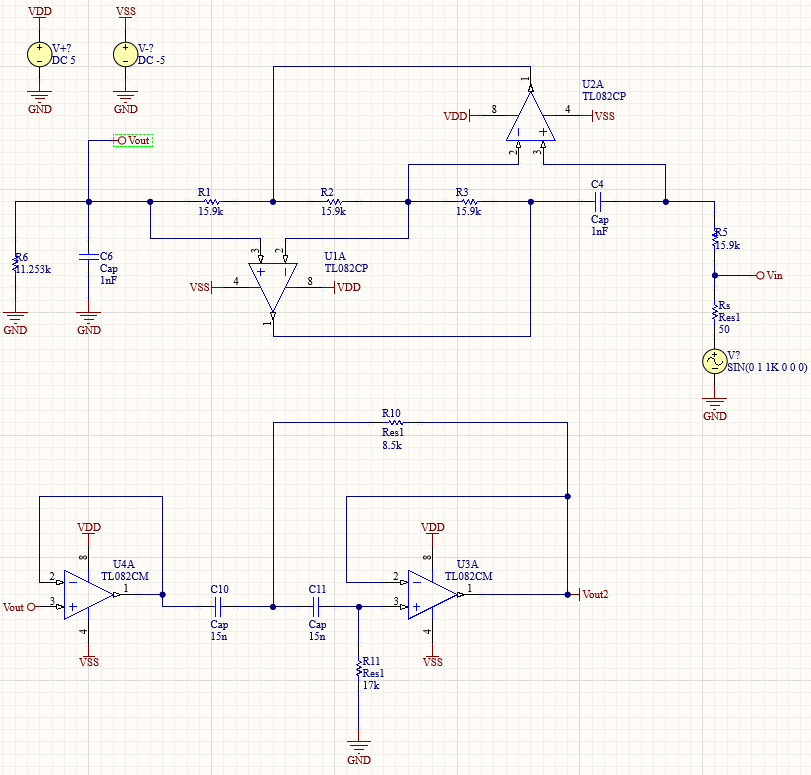 VDD
VSS
V+?
DC 5
V-?
DC -5
GND
GND
Vout
1
U2A
TL082CP
VDD
8
4
VSS
2
3
R1
15.9k
R2
15.9k
R3
15.9k
C4
Cap
1nF
R5
15.9k
3
2
U1A
TL082CP
VSS
4
8
VDD
1
R6
11.253k
C6
Cap
1nF
GND
GND
Vin
Rs
Res1
50
V?
SIN(0 1 1K 0 0 0)
GND
R10
Res1
8.5k
VDD
8
U4A
TL082CM
2
1
Vout
3
4
VSS
C10
Cap
15n
C11
Cap
15n
VDD
8
U3A
TL082CM
2
1
3
4
VSS
Vout2
R11
Res1
17k
GND